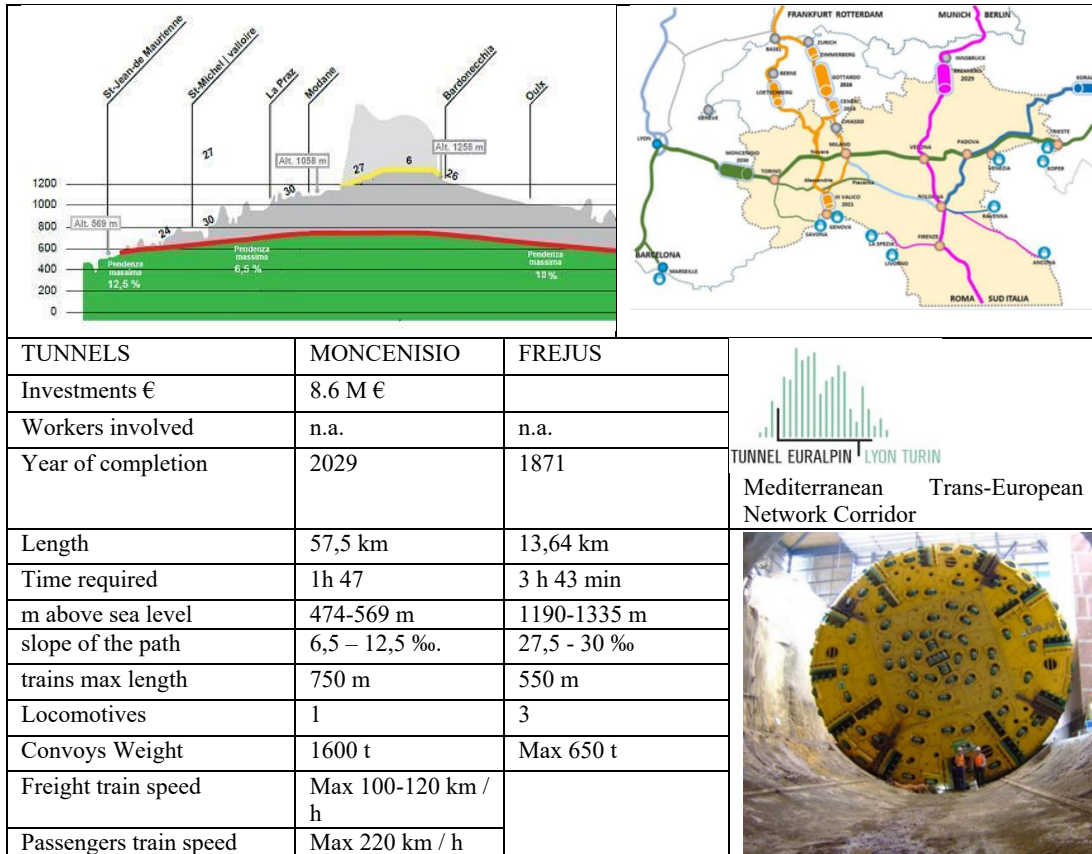 St-Jean-de Maurienne
St-Michel | valloire
La Praz
Modane
Bardonecchia
Oulx
Alt. 569 m
Alt. 1058 m
Alt. 1258 m
27
24
30
30
27
6
26
1200
1000
800
600
400
200
0
Pendenza
massima
12,5 %
Pendenza
massima
6,5 %
Pendenza
massima
10 %
FRANKFURT ROTTERDAM
MUNICH BERLIN
BASEL
ZURICH
ZIMMERBERG
BERNE
LOETSCHBERG
GOTTARDO
2016
CENERI
CHIASSO
GENEVE
INNSBRUCK
BRENNERO
2029
LYON
MONCENISIO
2030
TORINO
Novara
MILANO
VERONA
PADOVA
VENEZIA
TRIESTE
KOPER
Alessandria
Piacenza
III VALICO
2021
GENOVA
SAVONA
BOLOGNA
RAVENNA
LA SPEZIA
LIVORNO
FIRENZE
ANCONA
BARCELONA
MARSEILLE
ROMA SUD ITALIA
TUNNELS MONCENISIO FREJUS
Investments € 8.6 M €
Workers involved n.a. n.a.
Year of completion 2029 1871
Length 57,5 km 13,64 km
Time required 1h 47 3 h 43 min
m above sea level 474-569 m 1190-1335 m
slope of the path 6,5 – 12,5 ‰. 27,5 - 30 ‰
trains max length 750 m 550 m
Locomotives 1 3
Convoys Weight 1600 t Max 650 t
Freight train speed Max 100-120 km /
h
Passengers train speed Max 220 km / h
TUNNEL EURALPIN LYON TURIN
Mediterranean Trans-European
Network Corridor